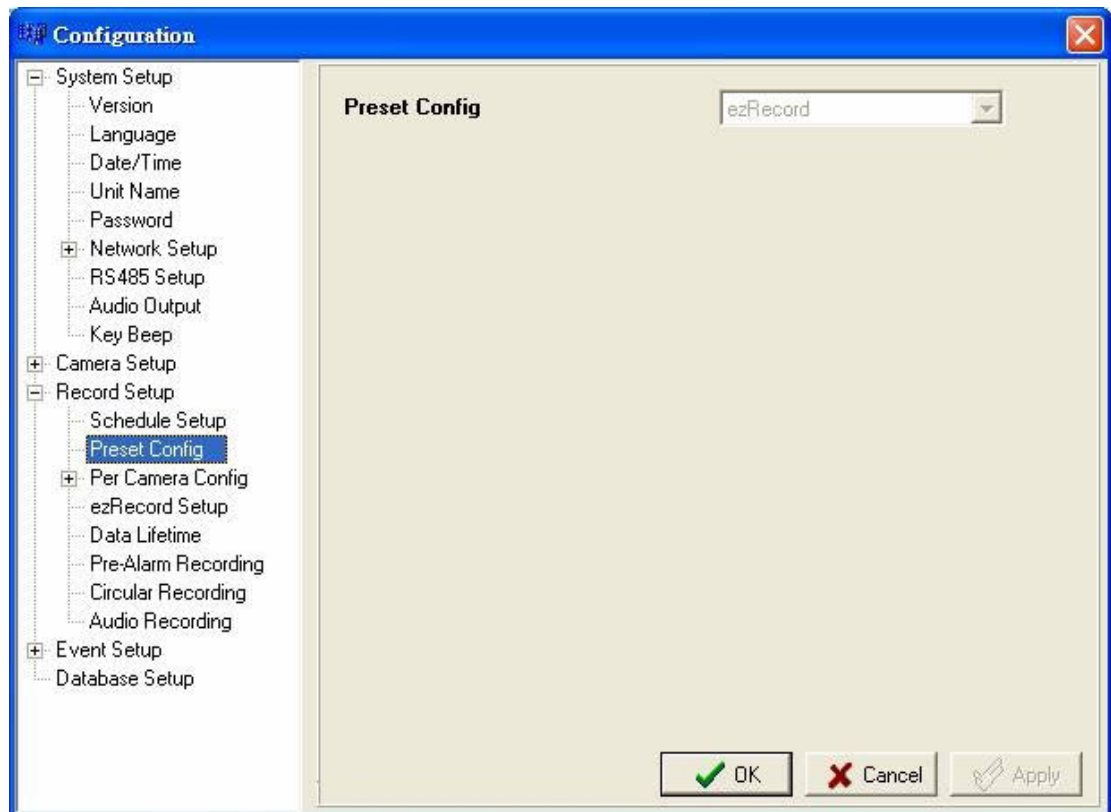 Configuration
System Setup
Version
Language
Date/Time
Unit Name
Password
Network Setup
RS485 Setup
Audio Output
Key Beep
Camera Setup
Record Setup
Schedule Setup
Preset Config
Per Camera Config
ezRecord Setup
Data Lifetime
Pre-Alarm Recording
Circular Recording
Audio Recording
Event Setup
Database Setup
Preset Config
ezRecord
OK
Cancel
Apply